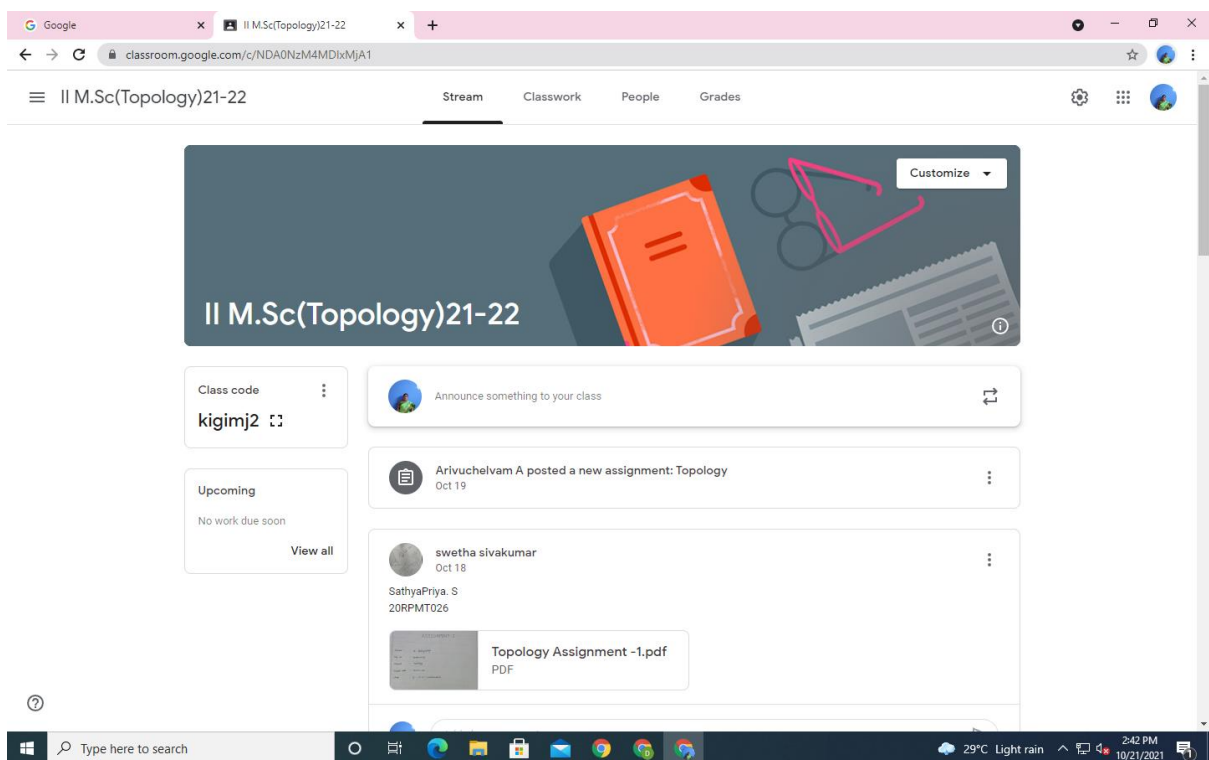 Google
II M.Sc(Topology)21-22
classroom.google.com/c/NDA0NzM4MDIxMjA1
II M.Sc(Topology)21-22
Stream
Classwork
People
Grades
Customize
II M.Sc(Topology)21-22
Class code
kigimj2
Announce something to your class
Arivuchelvam A posted a new assignment: Topology
Oct 19
Upcoming
No work due soon
View all
swetha sivakumar
Oct 18
SathyaPriya. S
20RPMT026
Topology Assignment -1.pdf
PDF
Type here to search
29°C Light rain
2:42 PM
10/21/2021